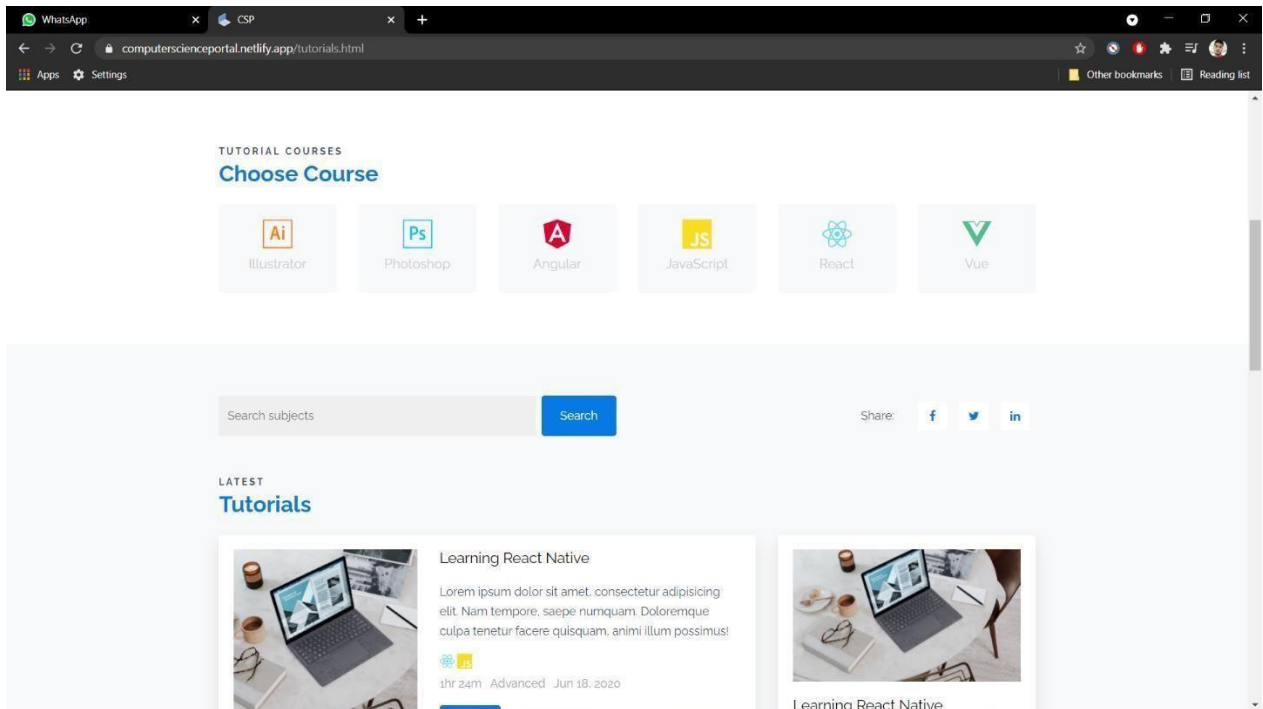 WhatsApp
CSP
computerscienceportal.netlify.app/tutorials.html
Apps
Settings
Other bookmarks
Reading list
TUTORIAL COURSES
Choose Course
Ai
Illustrator
Ps
Photoshop
Angular
JS
JavaScript
React
Vue
Search subjects
Search
Share:
LATEST
Tutorials
Learning React Native
Lorem ipsum dolor sit amet, consectetur adipisicing
elit. Nam tempore, saepe numquam. Doloremque
culpa tenetur facere quisquam, animi illum possimus!
JS
1hr 24m Advanced Jun 18, 2020
Learning React Native